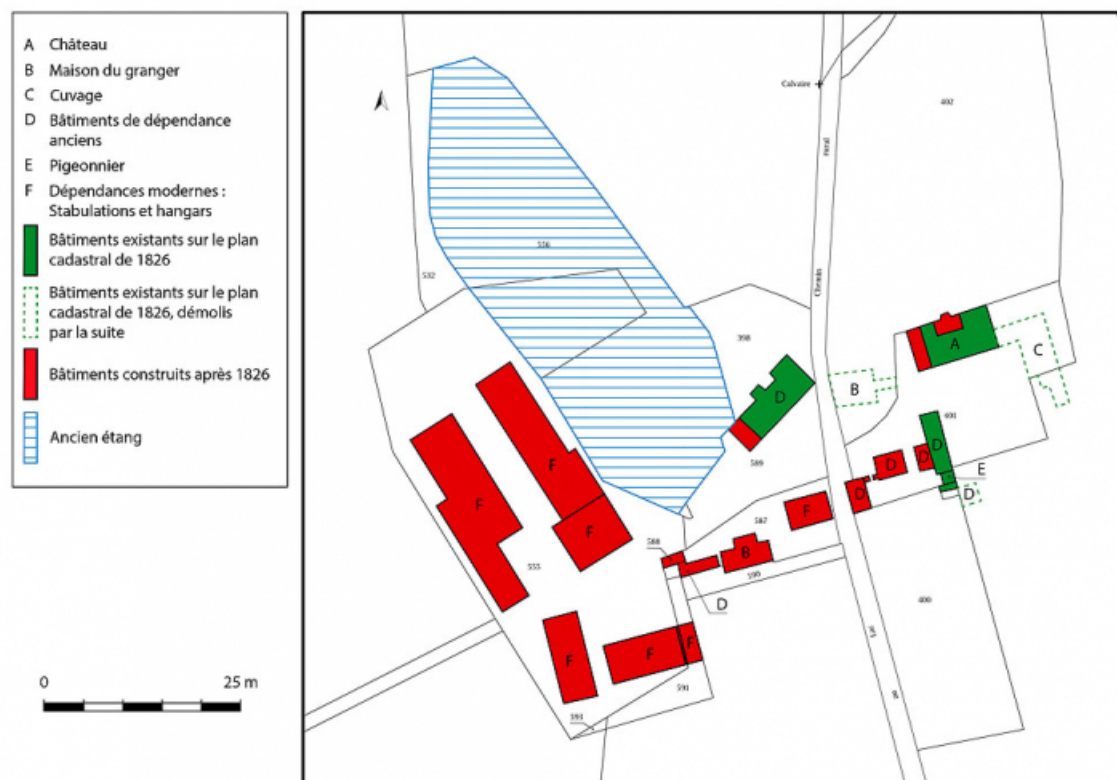 A Château
B Maison du granger
C Cuvage
D Bâtiments de dépendance
anciens
E Pigeonnier
F Dépendances modernes :
Stabulations et hangars
Bâtiments existants sur le plan
cadastral de 1826
Bâtiments existants sur le plan
cadastral de 1826, démolis
par la suite
Bâtiments construits après 1826
Ancien étang
0 25 m
Calvaire
402
Rural
Chemin
556
532
398
A
C
B
D
401
D
589
D
D
E
D
D
F
F
587
F
F
588
B
555
590
D
400
F
F
F
591
593